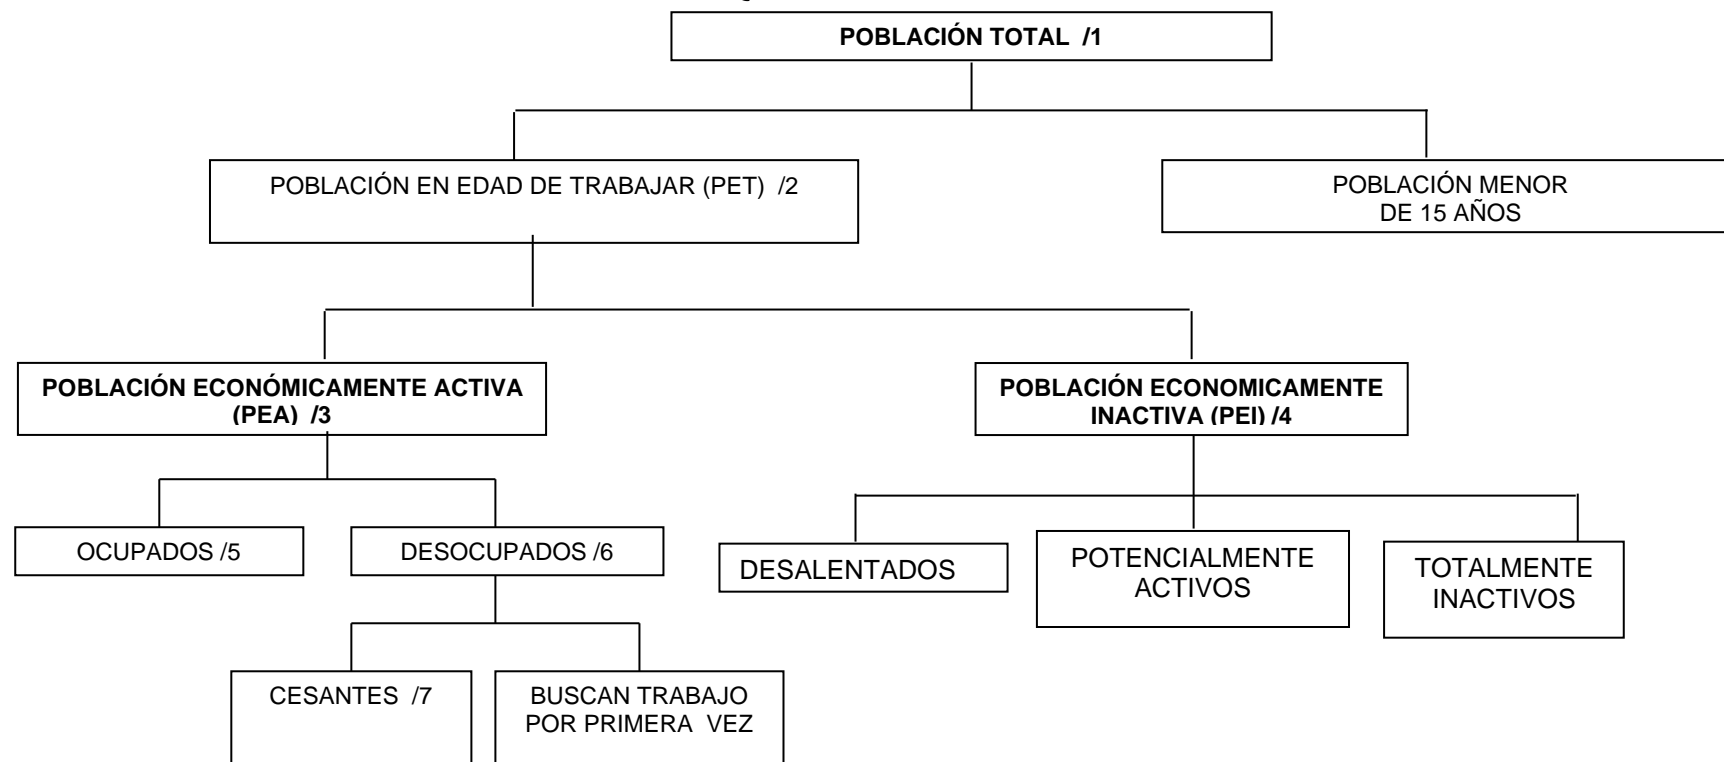 POBLACIÓN TOTAL /1
POBLACIÓN EN EDAD DE TRABAJAR (PET) /2
POBLACIÓN MENOR
DE 15 AÑOS
POBLACIÓN ECONÓMICAMENTE ACTIVA
(PEA) /3
POBLACIÓN ECONOMICAMENTE
INACTIVA (PEI) /4
OCUPADOS /5
DESOCUPADOS /6
DESALENTADOS
POTENCIALMENTE
ACTIVOS
TOTALMENTE
INACTIVOS
CESANTES /7
BUSCAN TRABAJO
POR PRIMERA VEZ